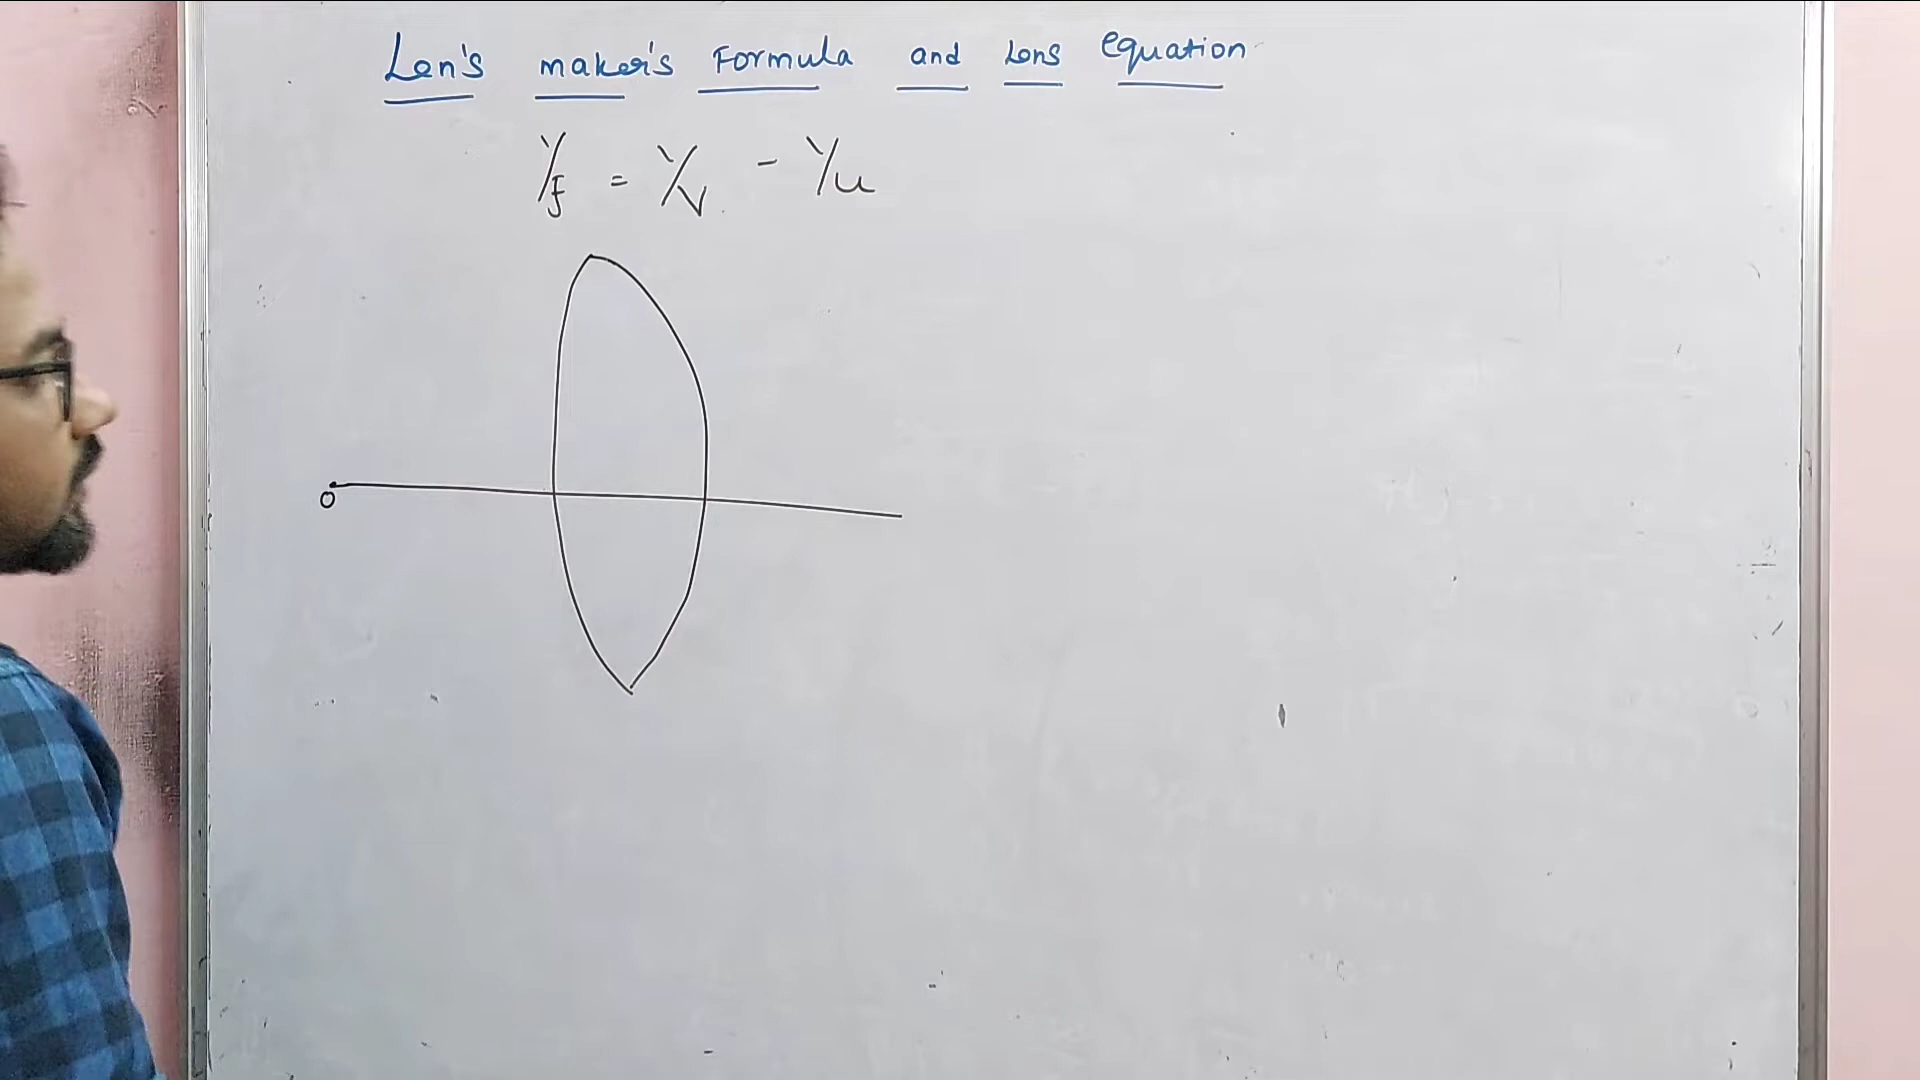 Len's maker's Formula and Lens equation
1/f = 1/v - 1/u
O